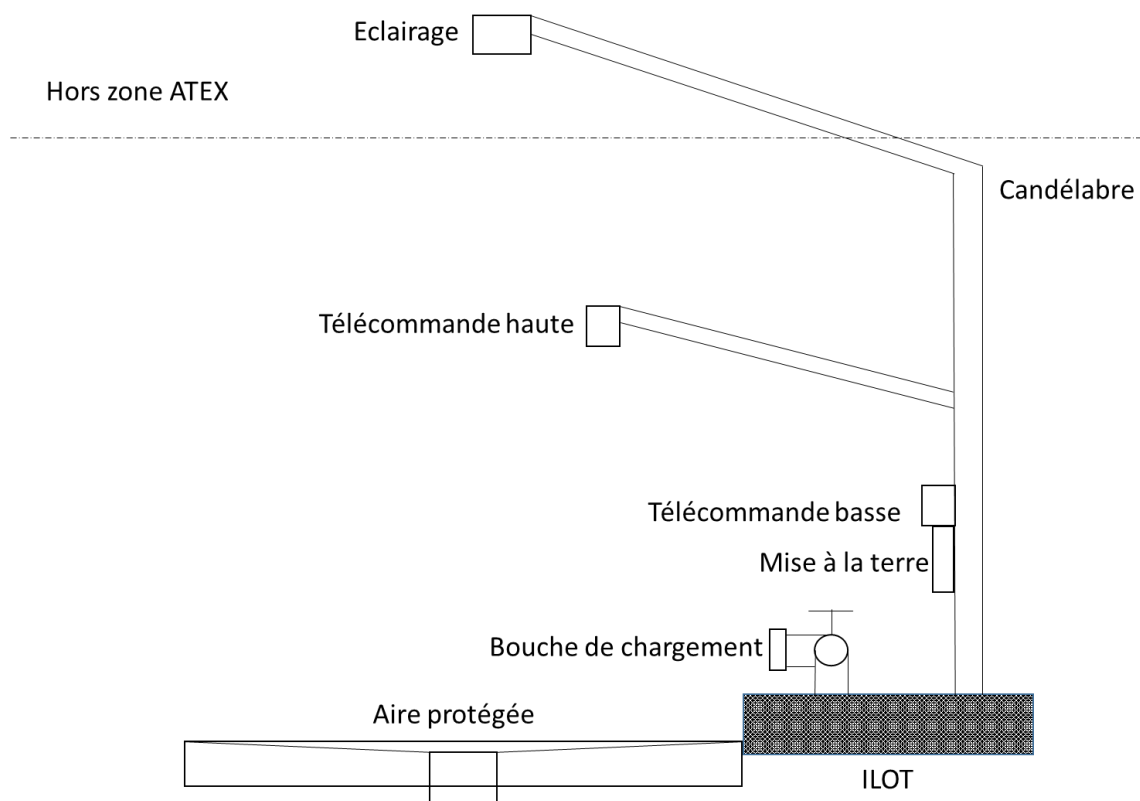 Eclairage
Hors zone ATEX
Candélabre
Télécommande haute
Télécommande basse
Mise à la terre
Bouche de chargement
Aire protégée
ILOT